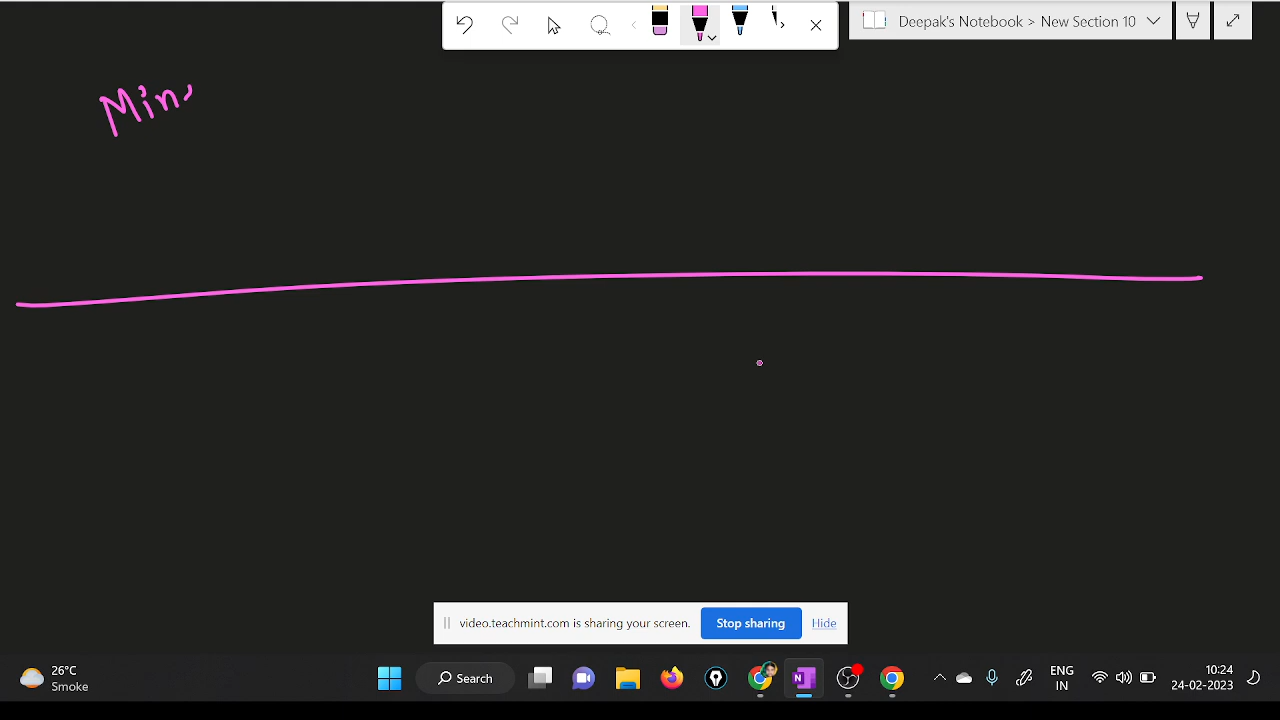 Deepak's Notebook > New Section 10
Min
video.teachmint.com is sharing your screen.
Stop sharing
Hide
26°C
Smoke
Search
ENG
IN
10:24
24-02-2023